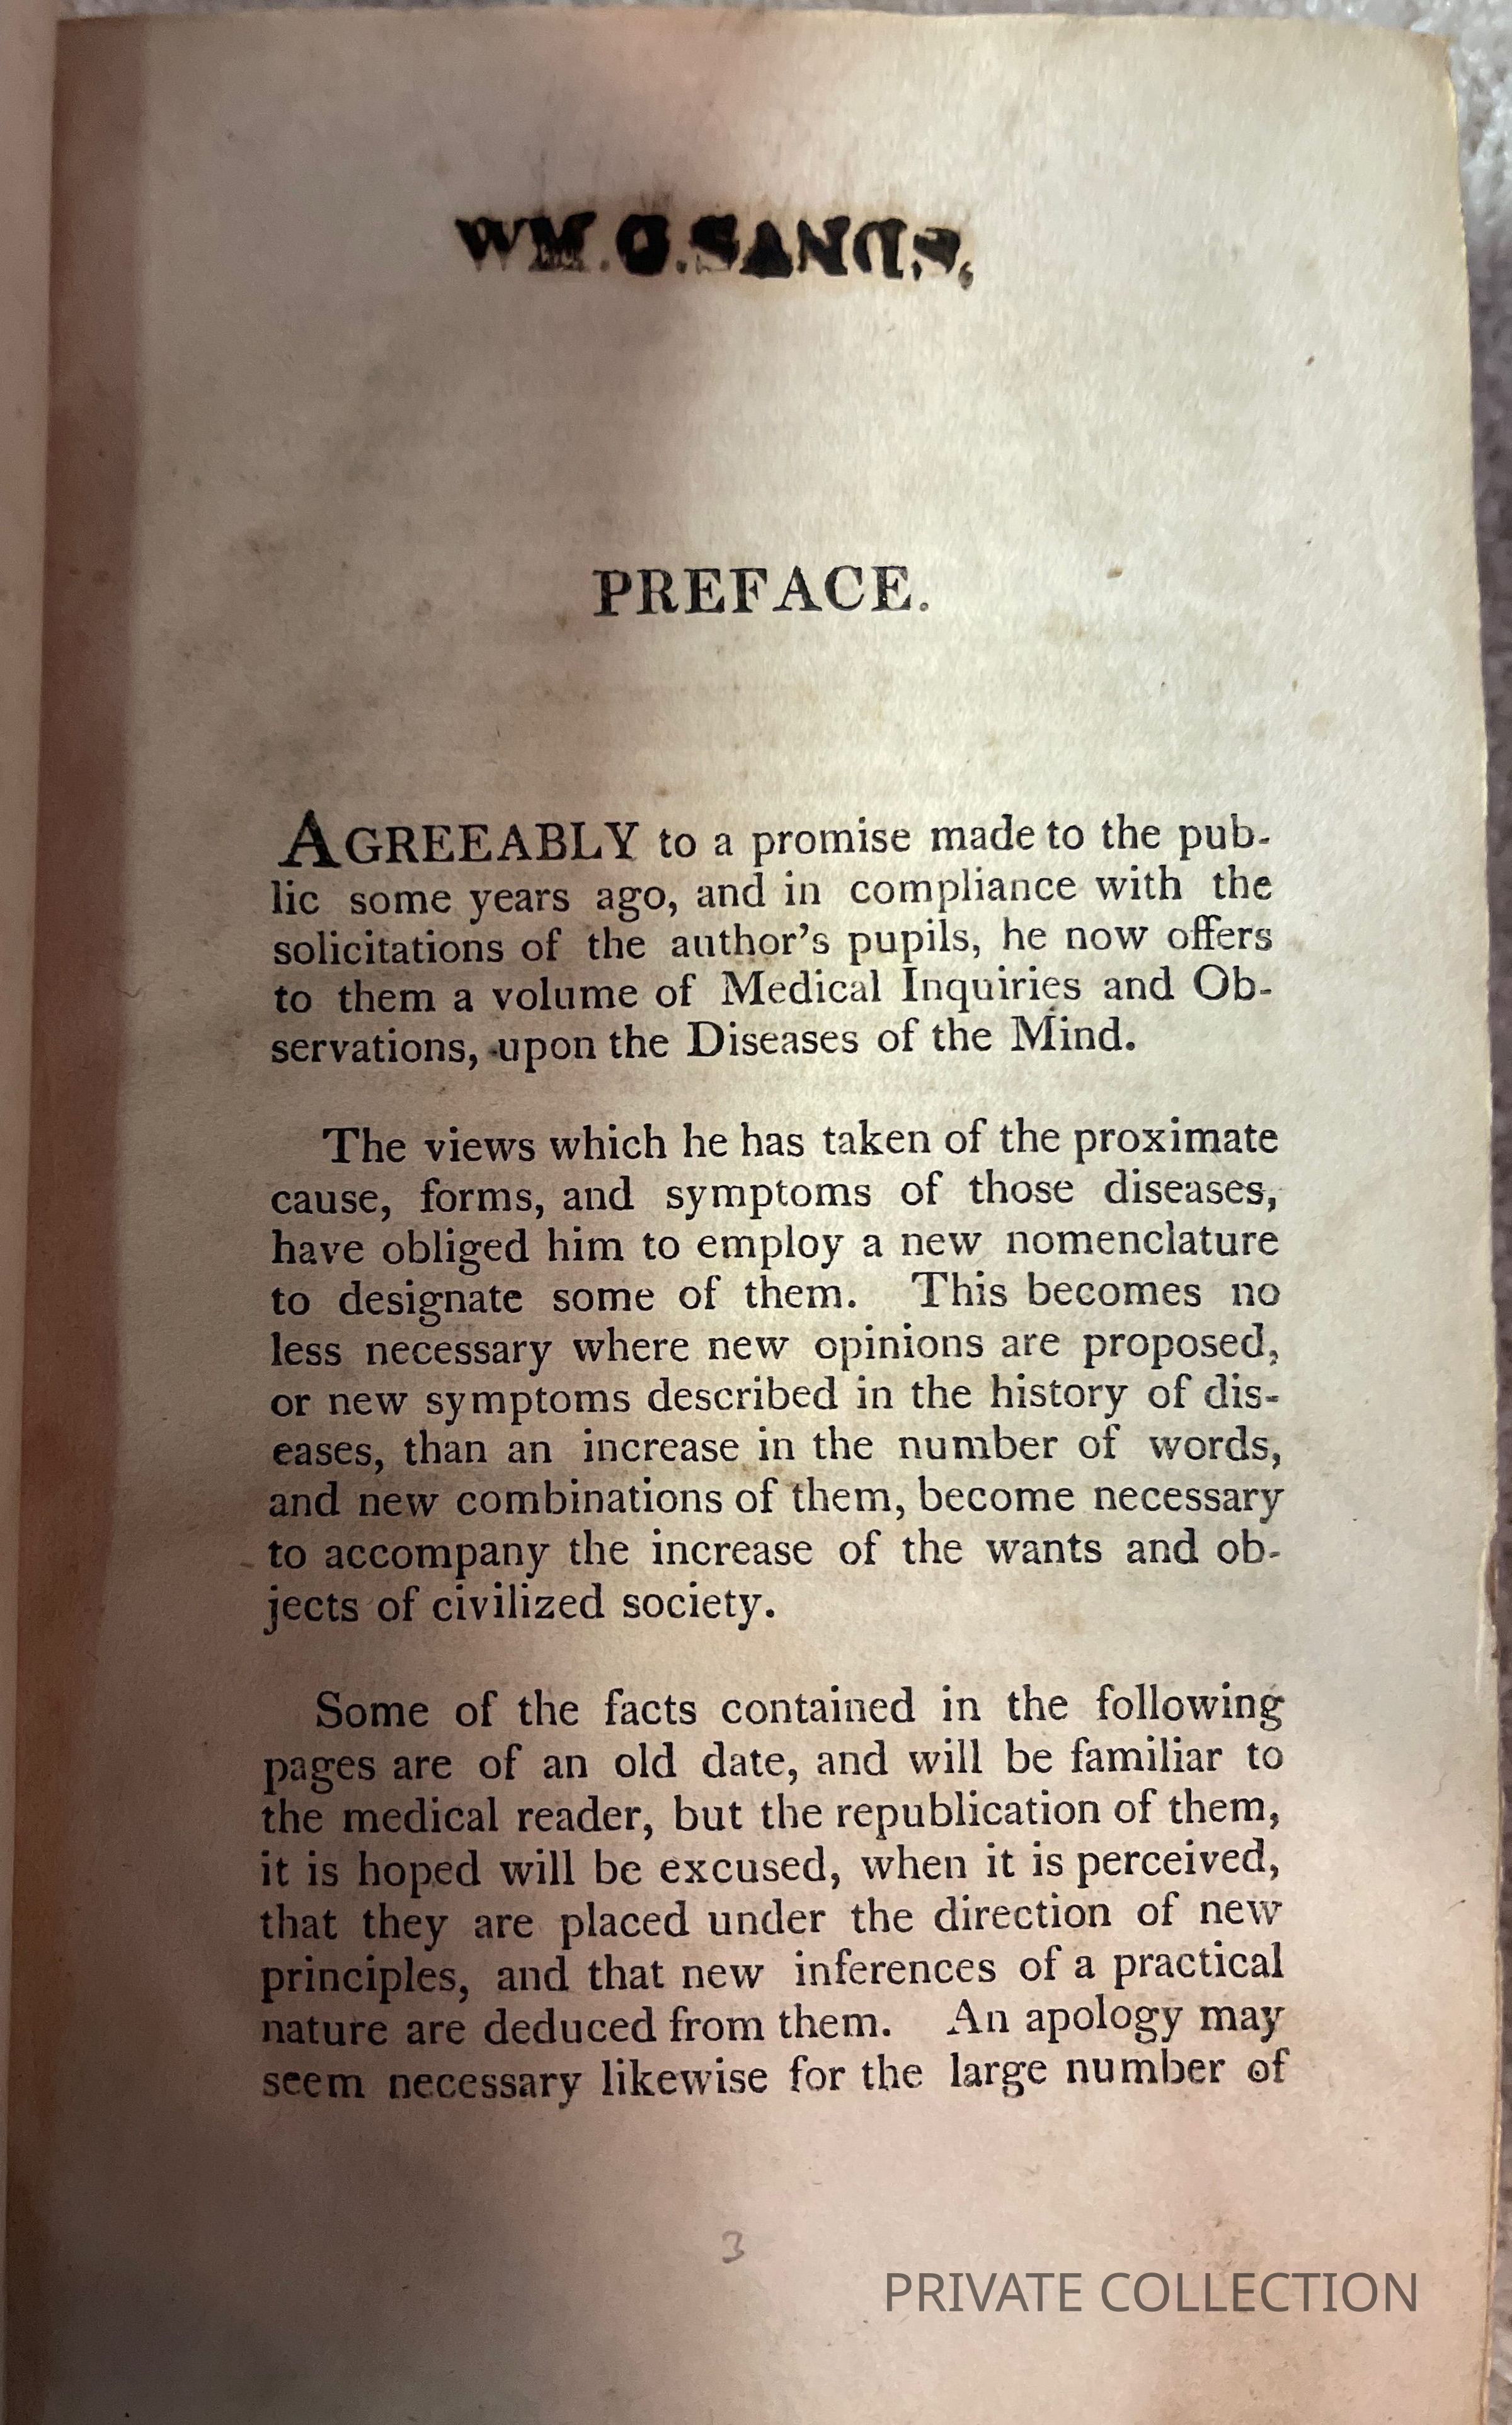 WM. O. SANDS,
PREFACE.
AGREEABLY to a promise made to the pub-
lic some years ago, and in compliance with the
solicitations of the author's pupils, he now offers
to them a volume of Medical Inquiries and Ob-
servations, upon the Diseases of the Mind.
The views which he has taken of the proximate
cause, forms, and symptoms of those diseases,
have obliged him to employ a new nomenclature
to designate some of them. This becomes no
less necessary where new opinions are proposed,
or new symptoms described in the history of dis-
eases, than an increase in the number of words,
and new combinations of them, become necessary
to accompany the increase of the wants and ob-
jects of civilized society.
Some of the facts contained in the following
pages are of an old date, and will be familiar to
the medical reader, but the republication of them,
it is hoped will be excused, when it is perceived,
that they are placed under the direction of new
principles, and that new inferences of a practical
nature are deduced from them. An apology may
seem necessary likewise for the large number of
3
PRIVATE COLLECTION